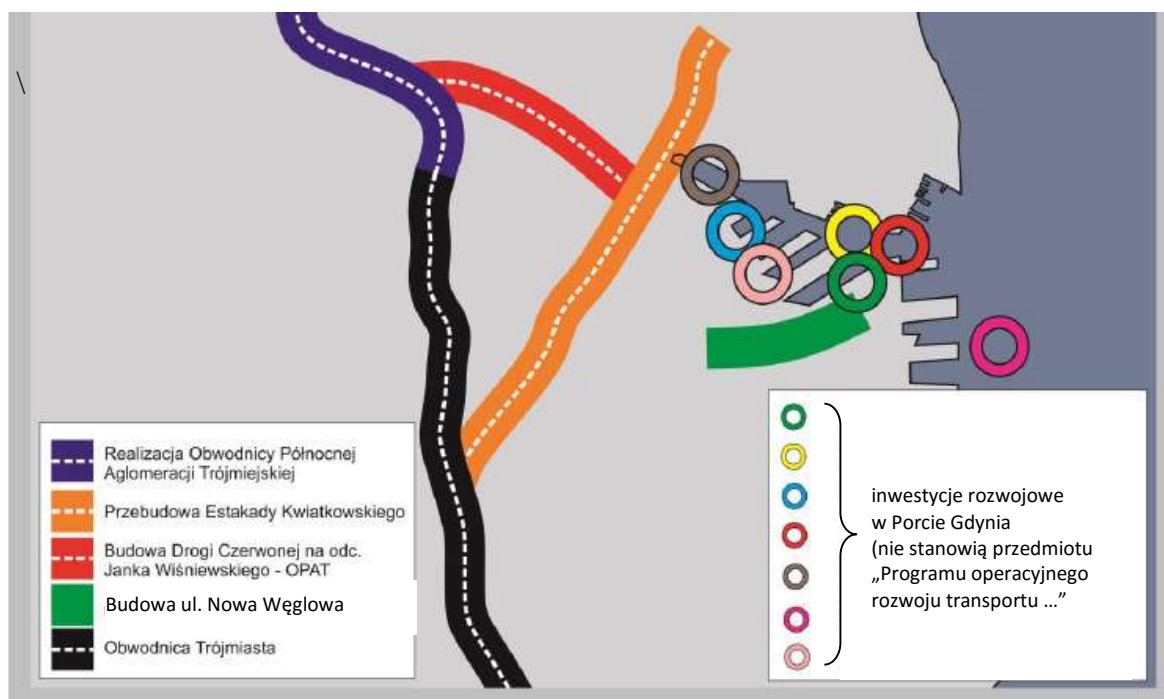 \
Realizacja Obwodnicy Północnej
Aglomeracji Trójmiejskiej
Przebudowa Estakady Kwiatkowskiego
Budowa Drogi Czerwonej na odc.
Janka Wiśniewskiego - OPAT
Budowa ul. Nowa Węglowa
Obwodnica Trójmiasta
inwestycje rozwojowe
w Porcie Gdynia
(nie stanowią przedmiotu
„Programu operacyjnego
rozwoju transportu ...”